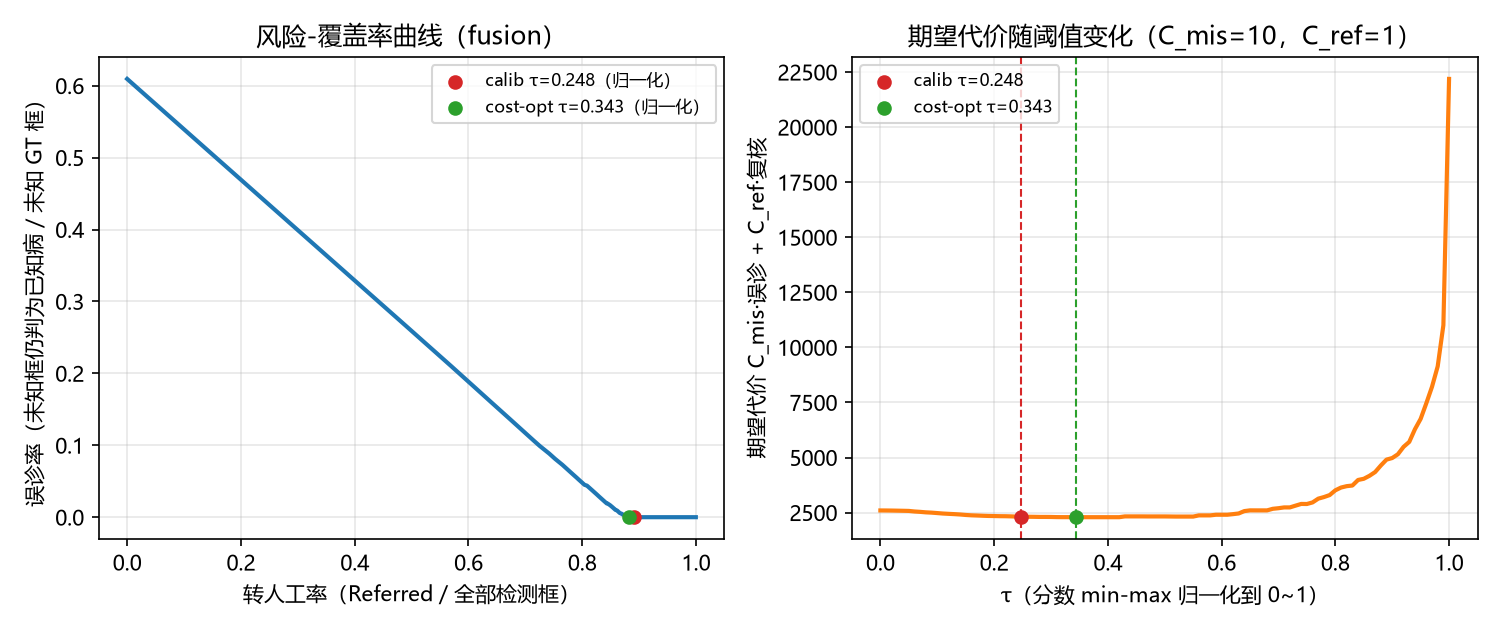 风险-覆盖率曲线（fusion）
calib τ=0.248（归一化）
cost-opt τ=0.343（归一化）
误诊率（未知框仍判为已知病 / 未知 GT 框）
0.6
0.5
0.4
0.3
0.2
0.1
0.0
0.0 0.2 0.4 0.6 0.8 1.0
转人工率（Referred / 全部检测框）
期望代价随阈值变化（C_mis=10，C_ref=1）
calib τ=0.248
cost-opt τ=0.343
期望代价 C_mis·误诊 + C_ref·复核
22500
20000
17500
15000
12500
10000
7500
5000
2500
0.0 0.2 0.4 0.6 0.8 1.0
τ（分数 min-max 归一化到 0~1）